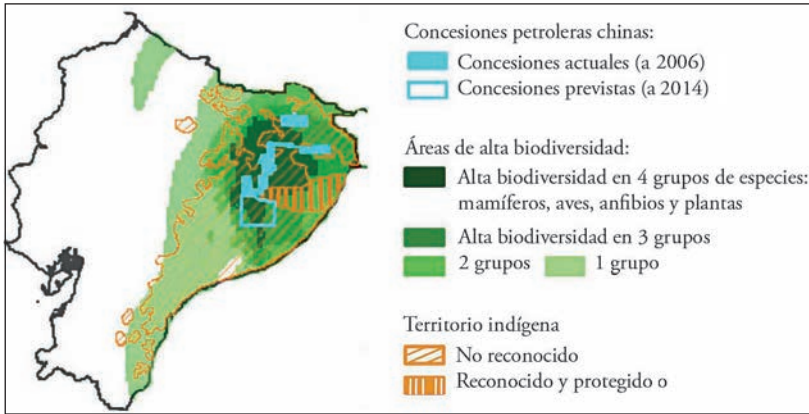 Concesiones petroleras chinas:
Concesiones actuales (a 2006)
Concesiones previstas (a 2014)
Áreas de alta biodiversidad:
Alta biodiversidad en 4 grupos de especies:
mamíferos, aves, anfibios y plantas
Alta biodiversidad en 3 grupos
2 grupos 1 grupo
Territorio indígena
No reconocido
Reconocido y protegido o